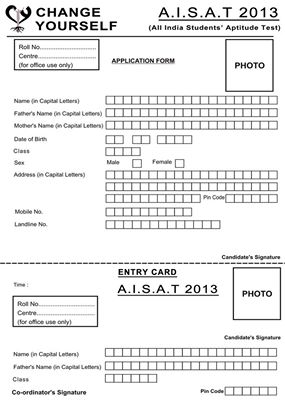 CHANGE
YOURSELF
A.I.S.A.T 2013
(All India Students' Aptitude Test)
Roll No.............................
Centre.............................
(for office use only)
APPLICATION FORM
PHOTO
Name (in Capital Letters)
Father's Name (in Capital Letters)
Mother's Name (in Capital Letters)
Date of Birth
Class
Sex Male Female
Address (in Capital Letters)
Pin Code
Mobile No.
Landline No.
Candidate's Signature
ENTRY CARD
Time :
A.I.S.A.T 2013
PHOTO
Roll No.............................
Centre.............................
(for office use only)
Candidate's Signature
Name (in Capital Letters)
Father's Name (in Capital Letters)
Class
Co-ordinator's Signature
Pin Code